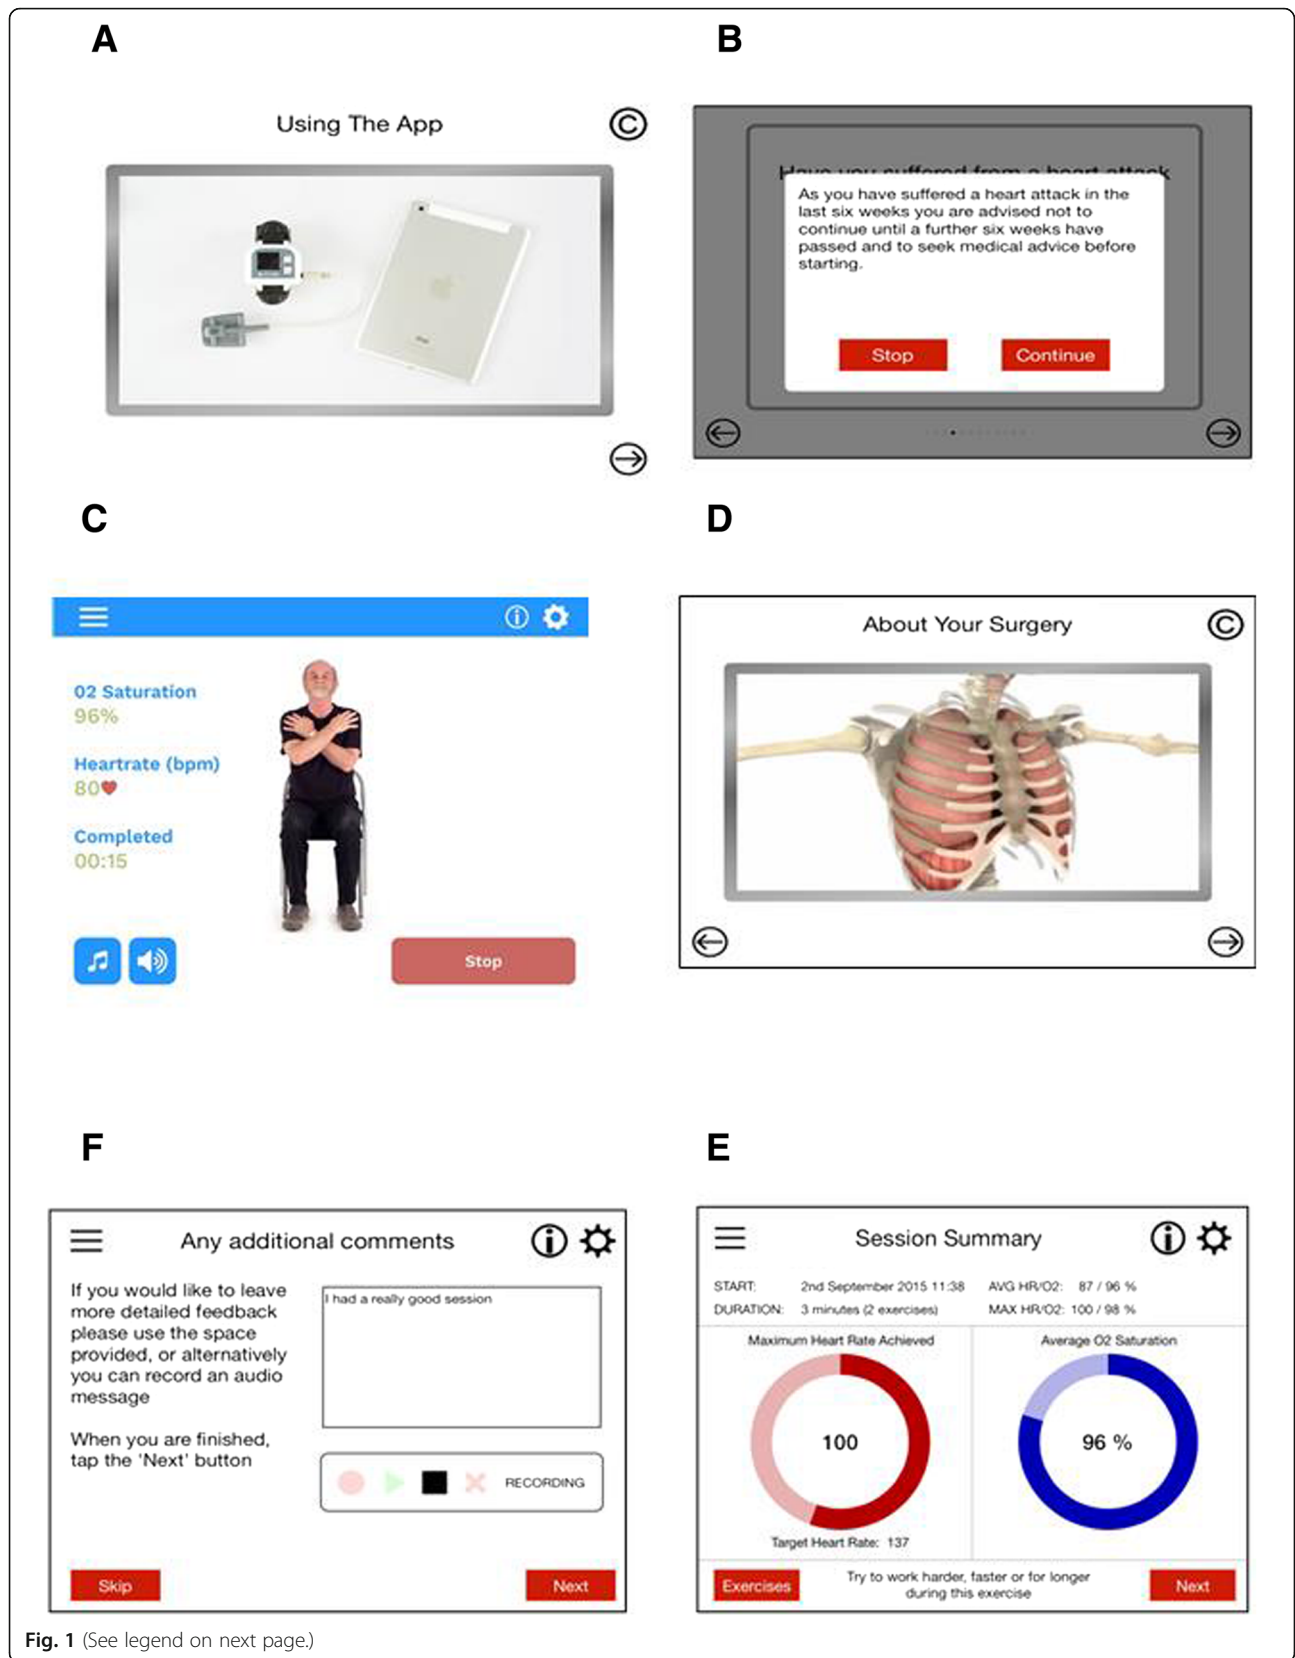 A
B
Using The App
©
Have you suffered from a heart attack
As you have suffered a heart attack in the
last six weeks you are advised not to
continue until a further six weeks have
passed and to seek medical advice before
starting.
Stop
Continue
C
D
02 Saturation
96%
Heartrate (bpm)
80
Completed
00:15
Stop
About Your Surgery
©
F
E
Any additional comments
If you would like to leave
more detailed feedback
please use the space
provided, or alternatively
you can record an audio
message
When you are finished,
tap the 'Next' button
I had a really good session
RECORDING
Skip
Next
Session Summary
START: 2nd September 2015 11:38 AVG HR/O2: 87 / 96 %
DURATION: 3 minutes (2 exercises) MAX HR/O2: 100 / 98 %
Maximum Heart Rate Achieved
100
Target Heart Rate: 137
Average O2 Saturation
96 %
Exercises
Try to work harder, faster or for longer
during this exercise
Next
Fig. 1 (See legend on next page.)